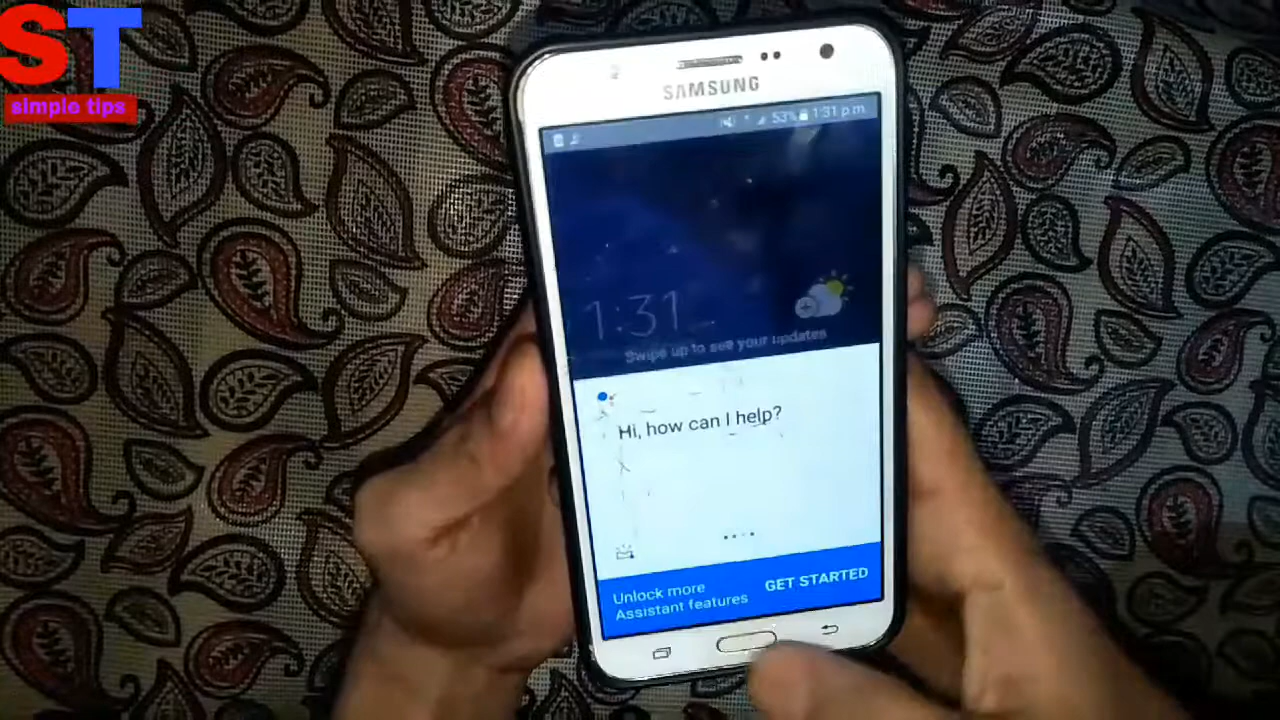 ST
simple tips
SAMSUNG
53% 1:31 p.m.
1:31
Swipe up to see your updates
Hi, how can I help?
Unlock more
Assistant features
GET STARTED